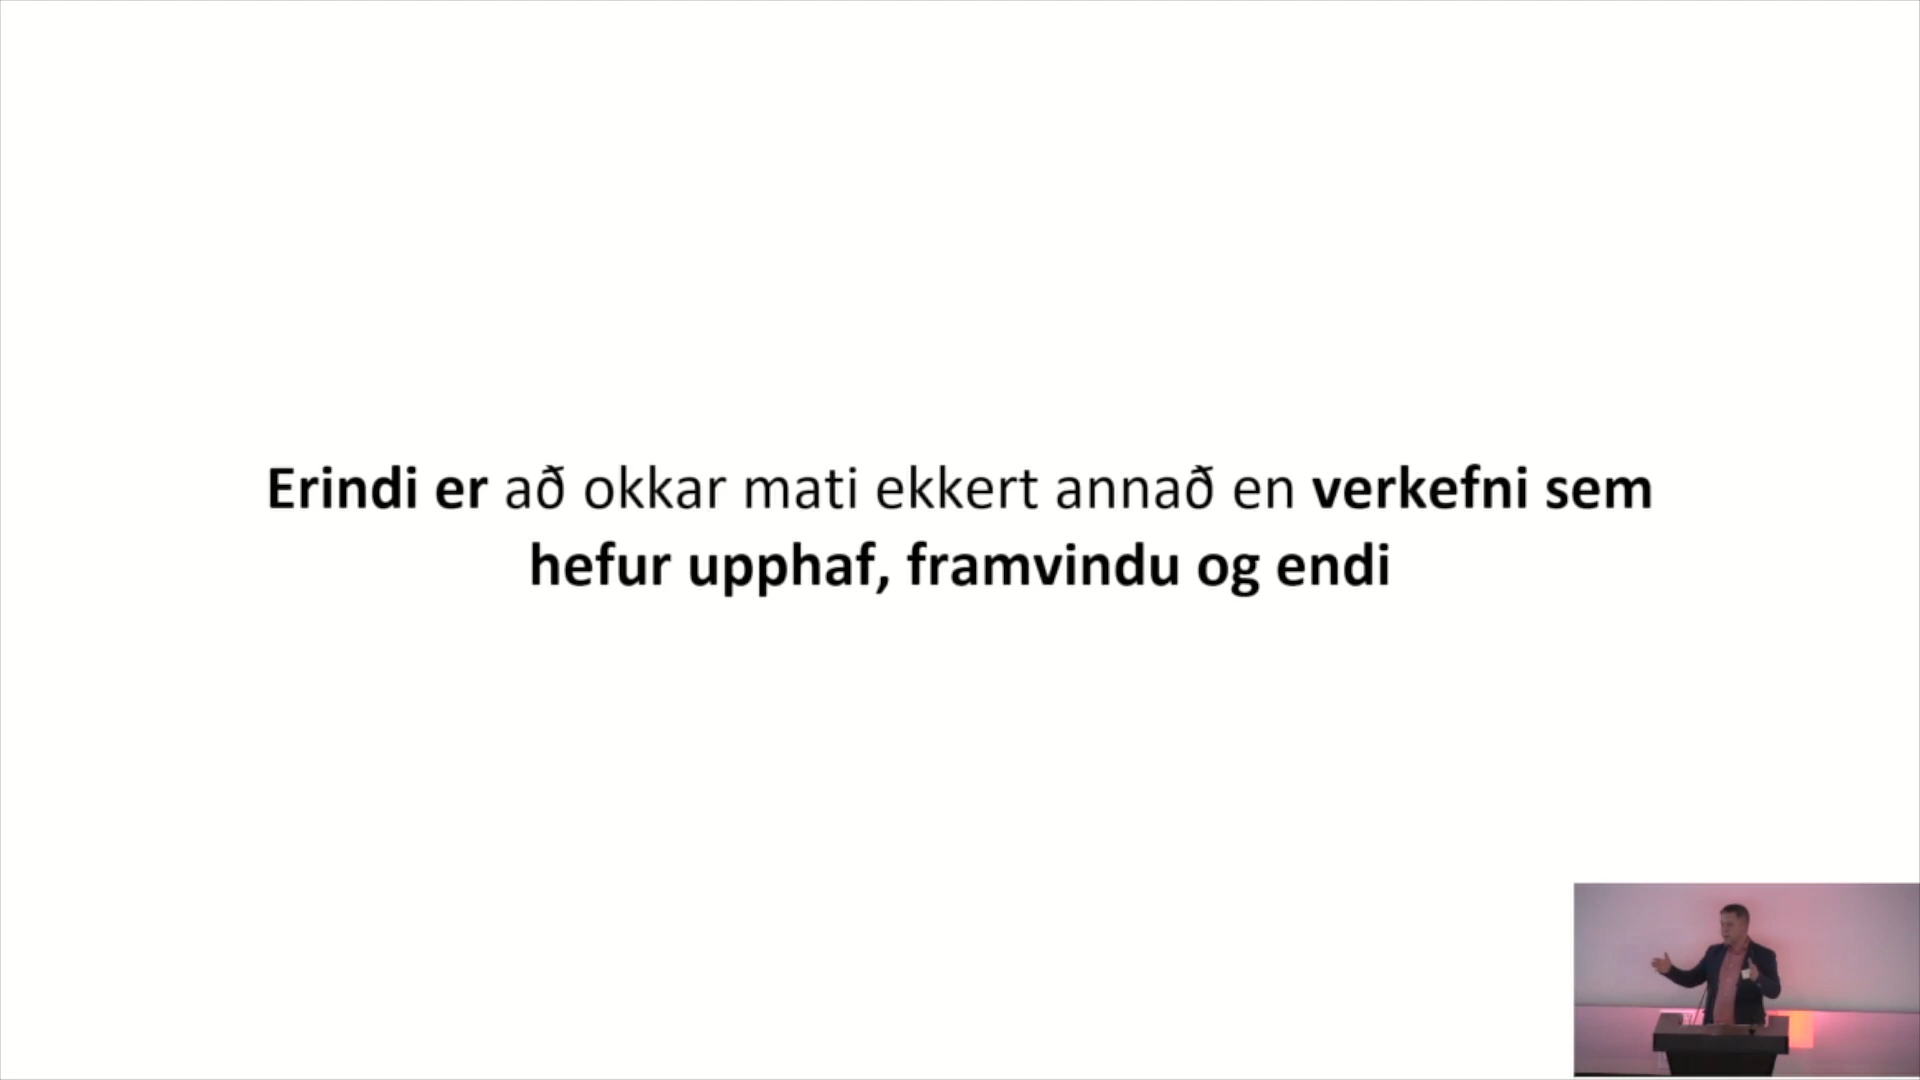 Erindi er að okkar mati ekkert annað en verkefni sem
hefur upphaf, framvindu og endi